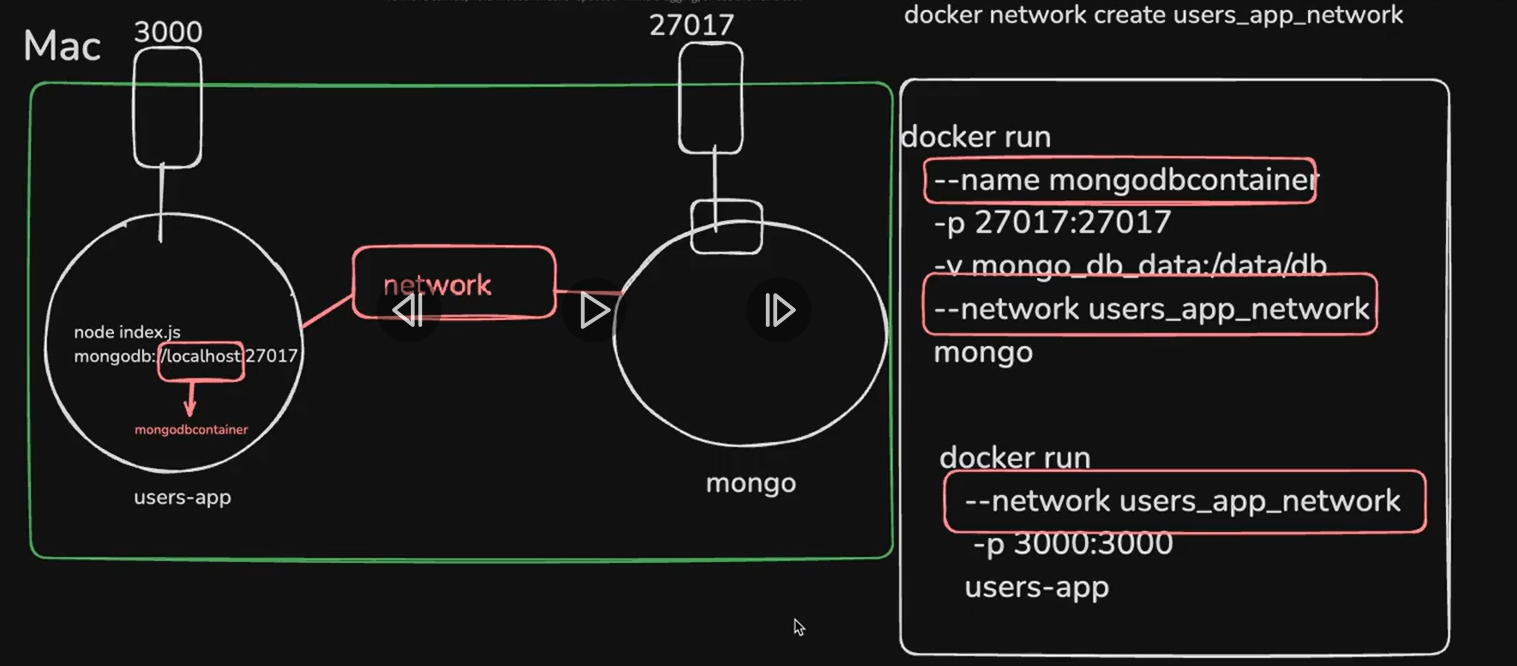 docker network create users_app_network
Mac
3000
27017
network
node index.js
mongodb://localhost:27017
mongodbcontainer
users-app
mongo
docker run
--name mongodbcontainer
-p 27017:27017
-v mongo_db_data:/data/db
--network users_app_network
mongo
docker run
--network users_app_network
-p 3000:3000
users-app